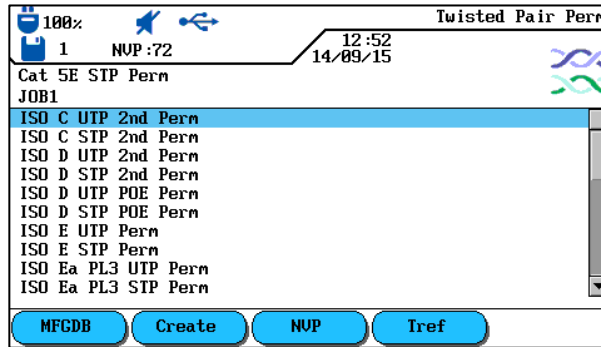 100% Twisted Pair Perm
1 NVP:72 12:52
14/09/15
Cat 5E STP Perm
JOB1
ISO C UTP 2nd Perm
ISO C STP 2nd Perm
ISO D UTP 2nd Perm
ISO D STP 2nd Perm
ISO D UTP POE Perm
ISO D STP POE Perm
ISO E UTP Perm
ISO E STP Perm
ISO Ea PL3 UTP Perm
ISO Ea PL3 STP Perm
MFGDB Create NVP Tref